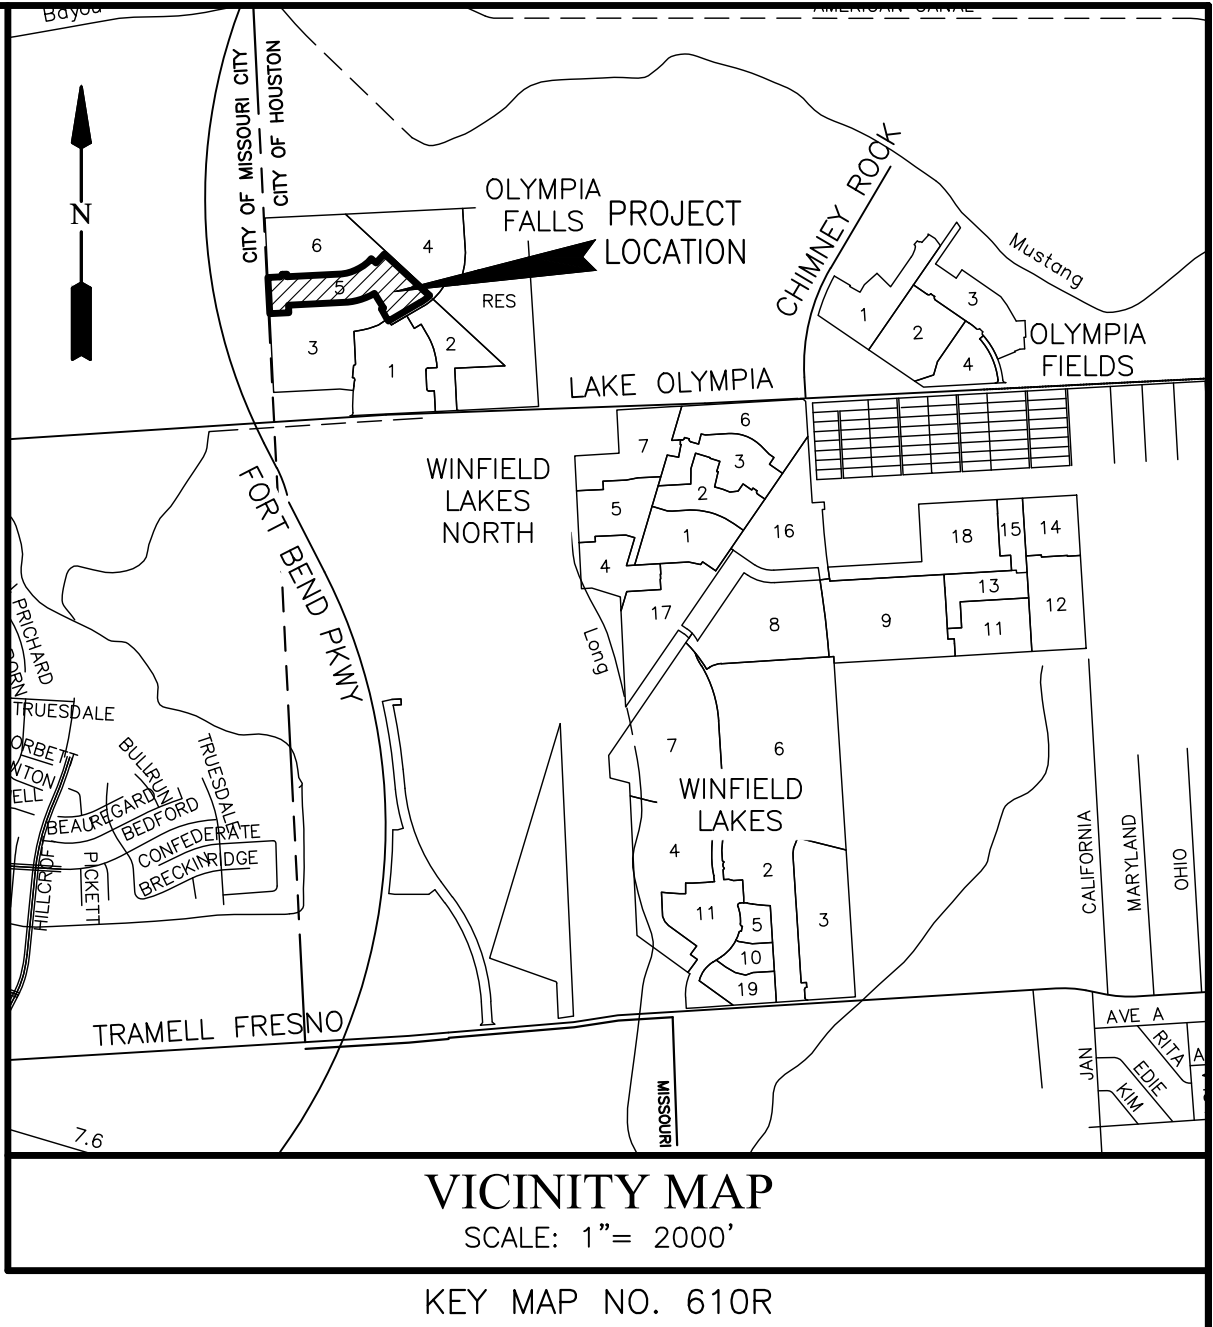 Bayou
AMERICAN CANAL
CITY OF MISSOURI CITY
CITY OF HOUSTON
N
OLYMPIA
FALLS
PROJECT
LOCATION
CHIMNEY ROCK
Mustang
6
4
5
RES
3
1
2
1
2
3
4
OLYMPIA
FIELDS
LAKE OLYMPIA
FORT BEND PKWY
WINFIELD
LAKES
NORTH
7
6
3
5
2
1
4
16
17
8
9
18
15
14
13
11
12
Long
PRICHARD
TRUESDALE
BULLRUN
TRUESDALE
BEAUREGARD
BEDFORD
CONFEDERATE
BRECKINRIDGE
PICKETT
7
6
WINFIELD
LAKES
4
2
11
5
10
19
3
CALIFORNIA
MARYLAND
OHIO
TRAMELL FRESNO
MISSOURI
AVE A
JAN
RITA
EDIE
KIM
7.6
VICINITY MAP
SCALE: 1"= 2000'
KEY MAP NO. 610R